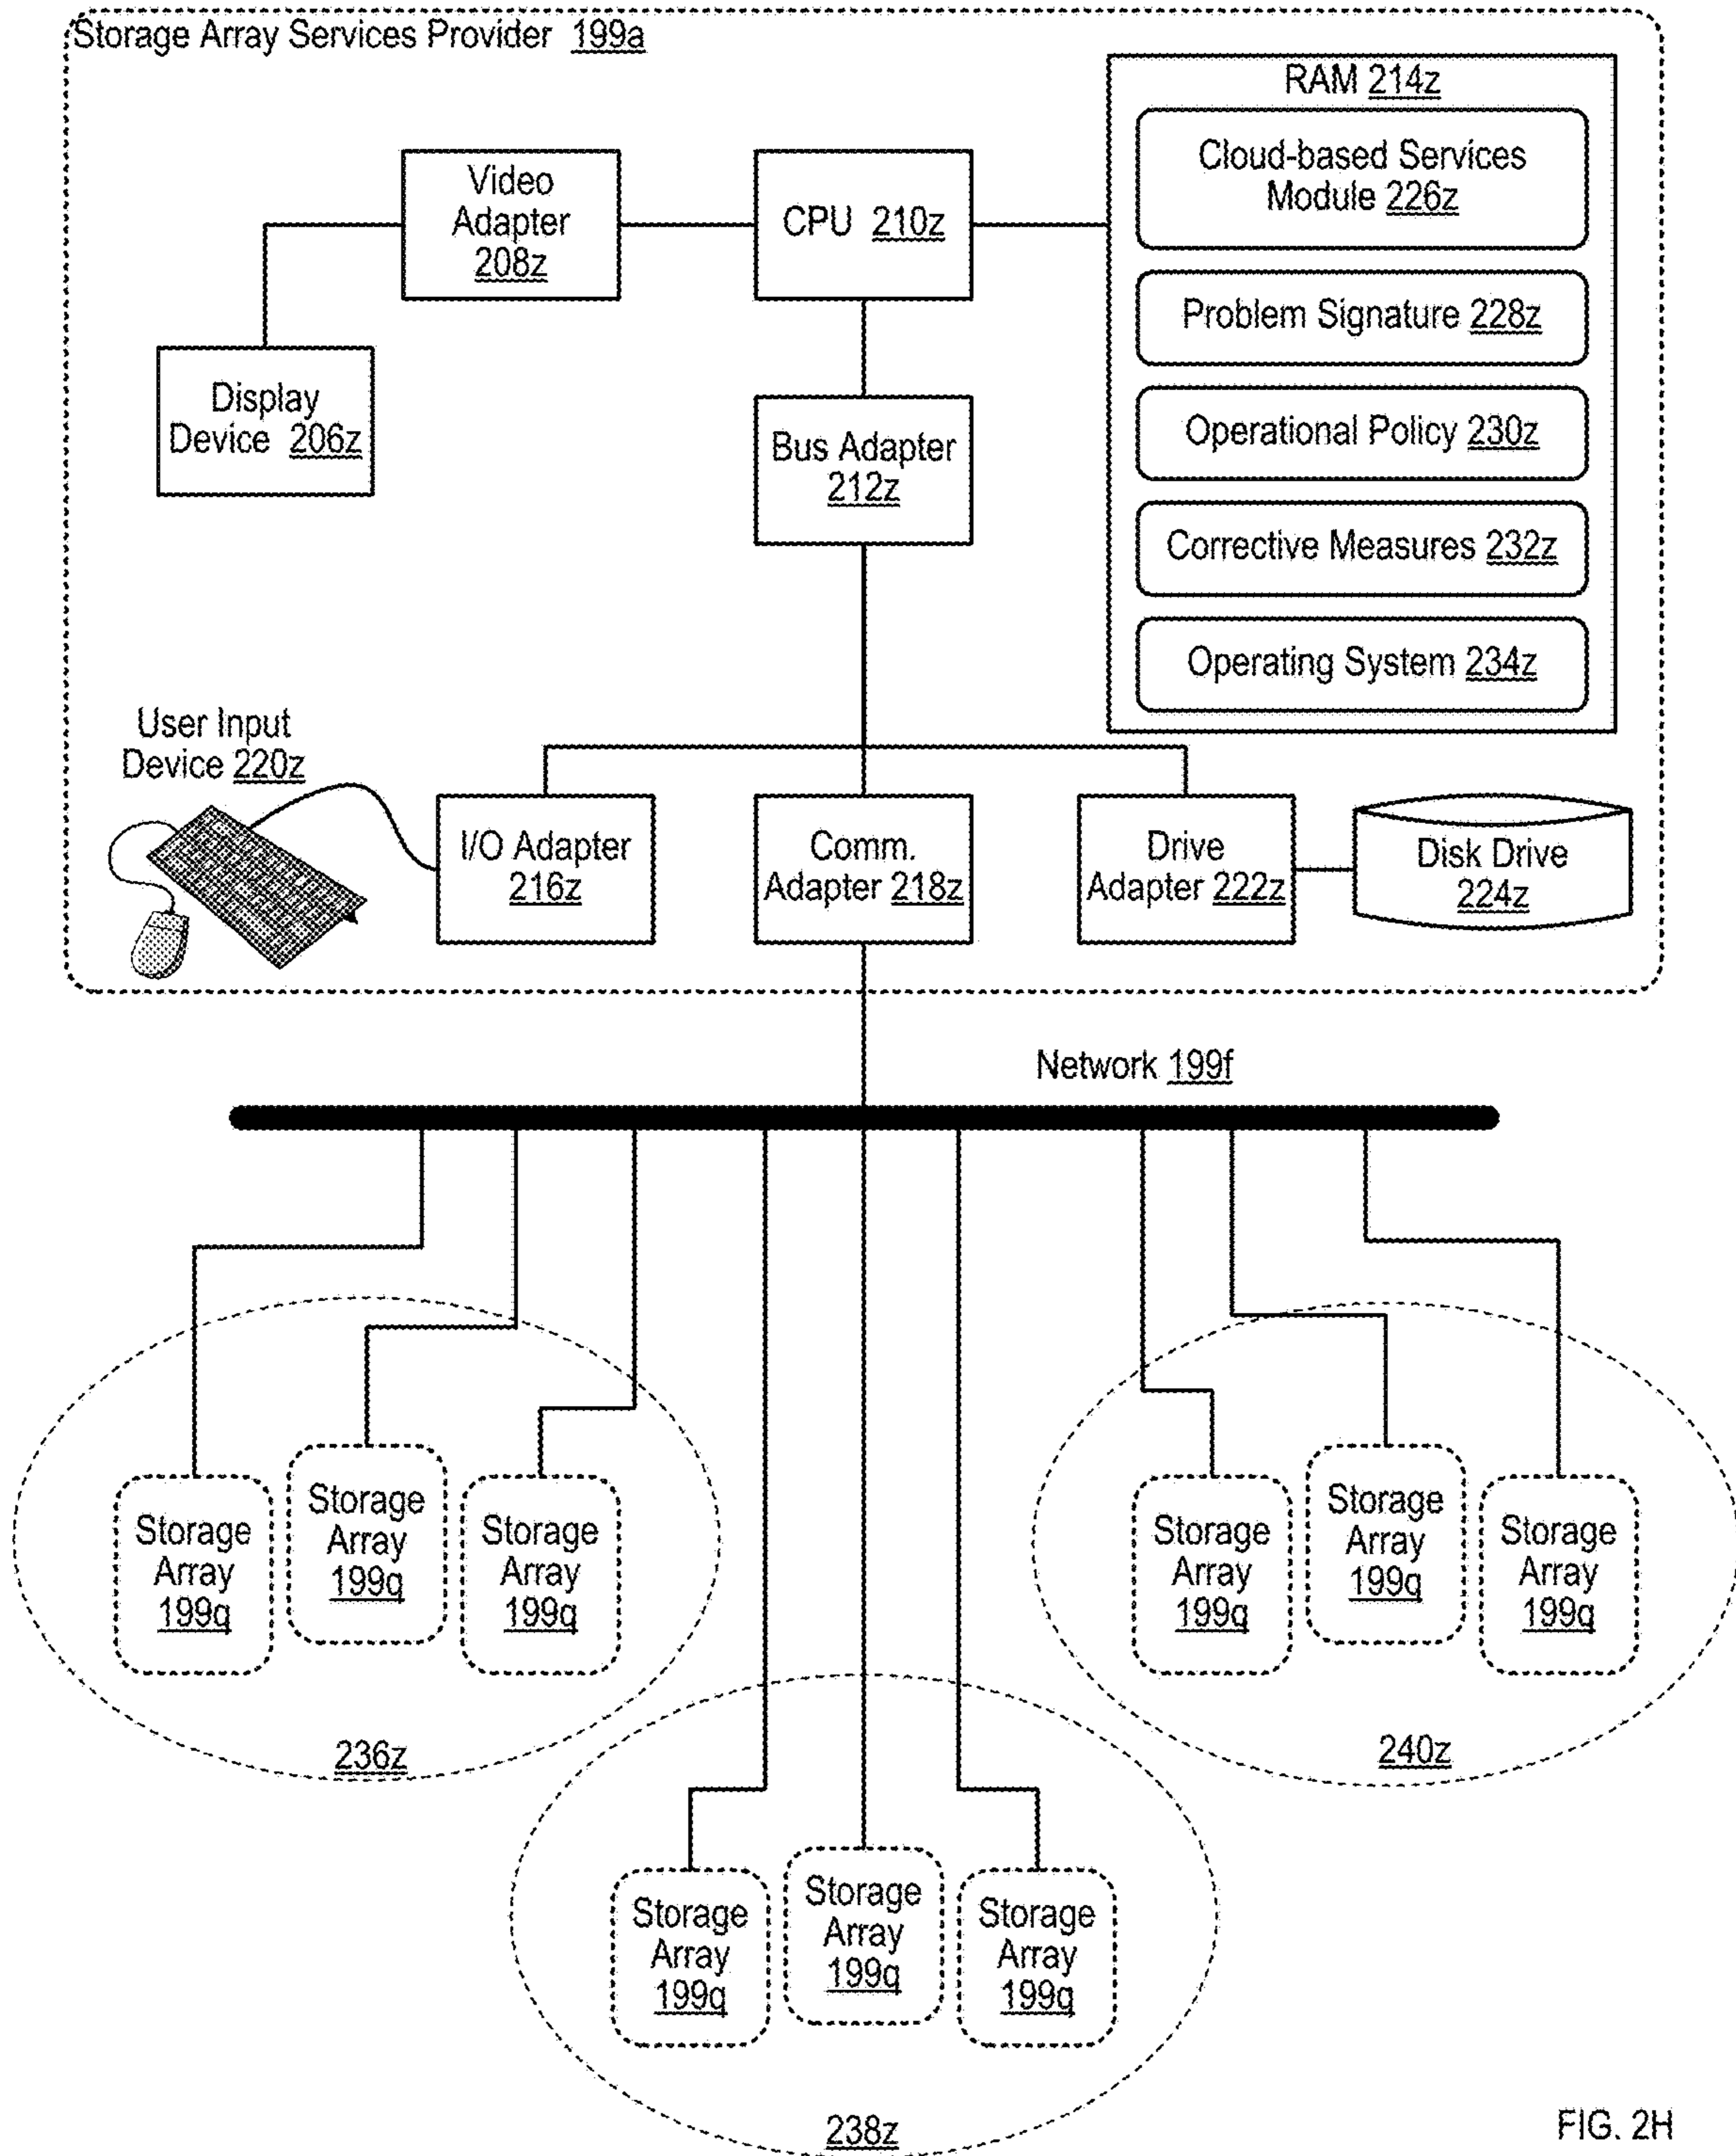 Storage Array Services Provider 199a
RAM 214z
Cloud-based Services
Module 226z
Problem Signature 228z
Operational Policy 230z
Corrective Measures 232z
Operating System 234z
Video
Adapter
208z
CPU 210z
Display
Device 206z
Bus Adapter
212z
User Input
Device 220z
I/O Adapter
216z
Comm.
Adapter 218z
Drive
Adapter 222z
Disk Drive
224z
Network 199f
Storage
Array
199q
Storage
Array
199q
Storage
Array
199q
236z
Storage
Array
199q
Storage
Array
199q
Storage
Array
199q
240z
Storage
Array
199q
Storage
Array
199q
Storage
Array
199q
238z
FIG. 2H